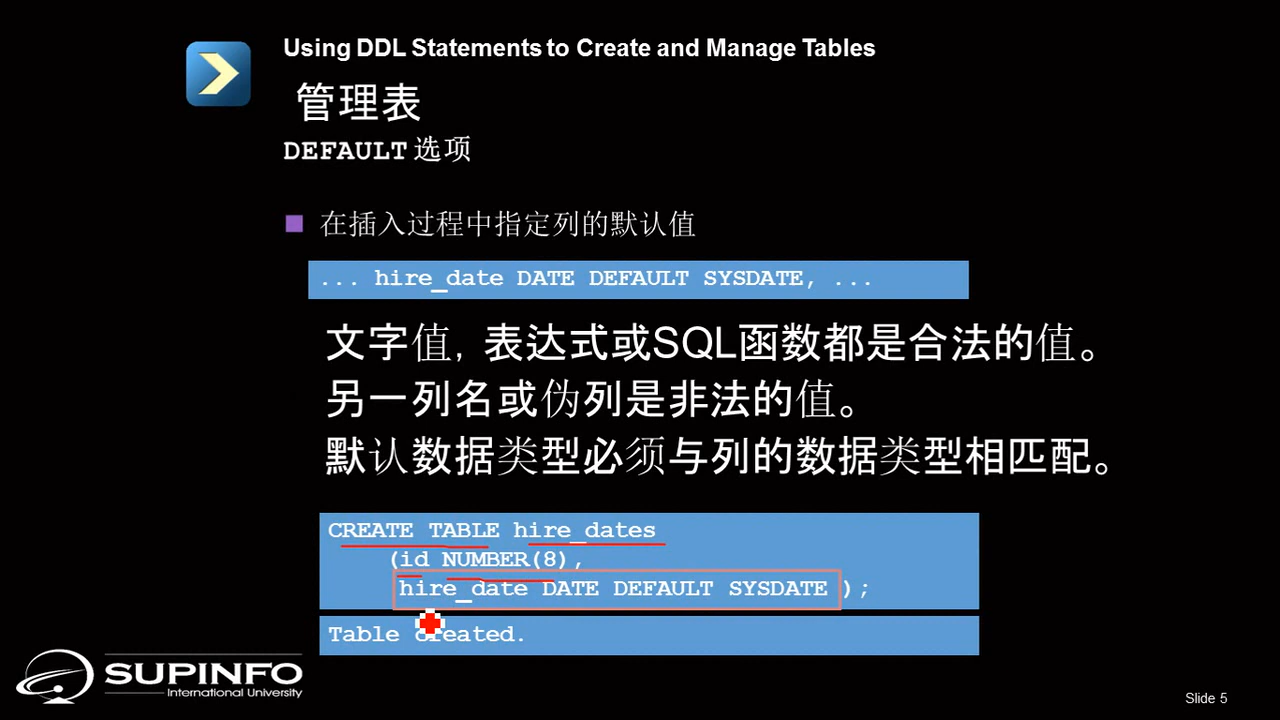 Using DDL Statements to Create and Manage Tables
管理表
DEFAULT 选项
在插入过程中指定列的默认值
... hire_date DATE DEFAULT SYSDATE, ...
文字值, 表达式或SQL函数都是合法的值。
另一列名或伪列是非法的值。
默认数据类型必须与列的数据类型相匹配。
CREATE TABLE hire_dates
(id NUMBER(8),
hire_date DATE DEFAULT SYSDATE );
Table created.
SUPINFO
International University
Slide 5